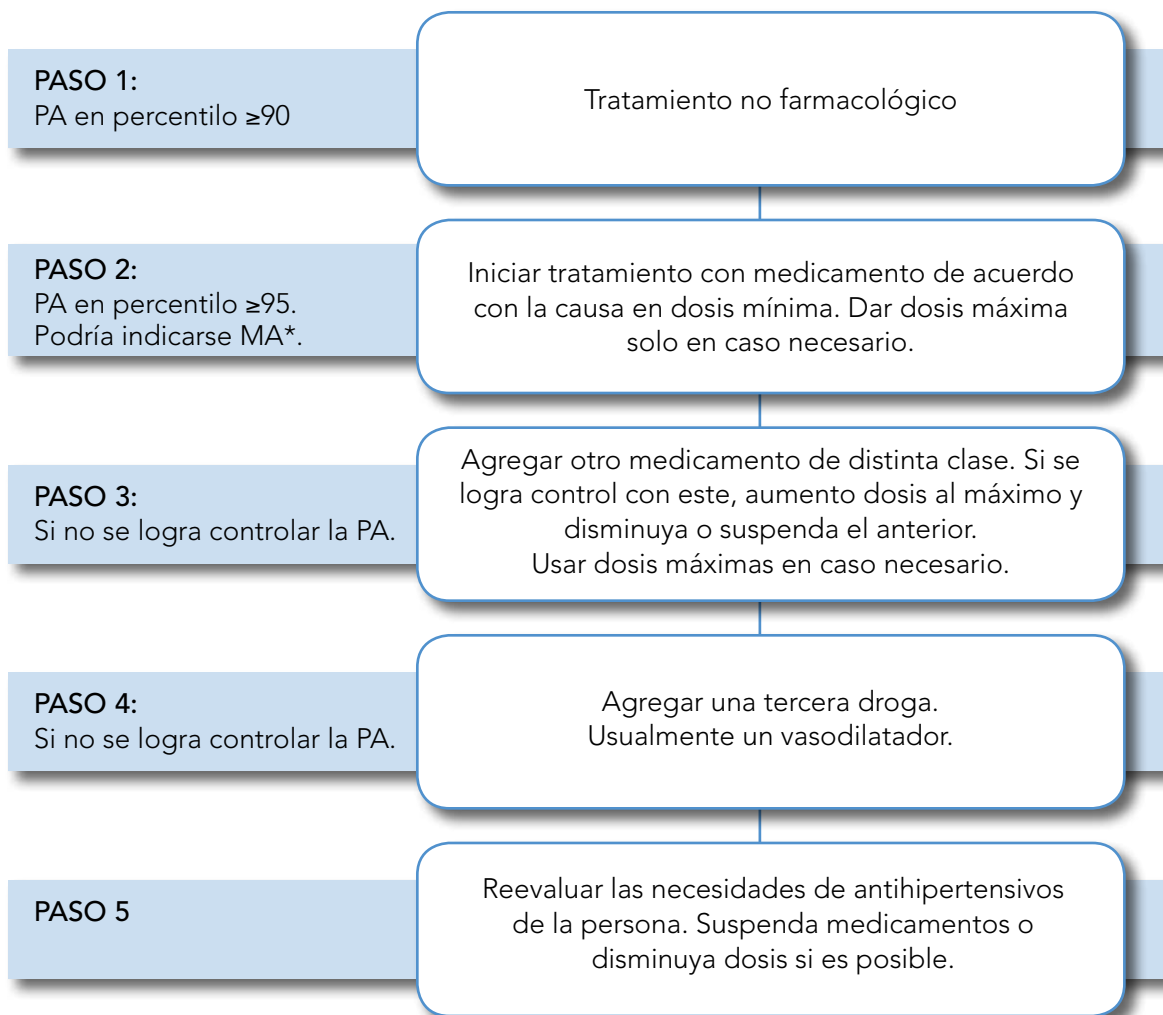 PASO 1:
PA en percentilo ≥90
Tratamiento no farmacológico
PASO 2:
PA en percentilo ≥95.
Podría indicarse MA*.
Iniciar tratamiento con medicamento de acuerdo
con la causa en dosis mínima. Dar dosis máxima
solo en caso necesario.
PASO 3:
Si no se logra controlar la PA.
Agregar otro medicamento de distinta clase. Si se
logra control con este, aumento dosis al máximo y
disminuya o suspenda el anterior.
Usar dosis máximas en caso necesario.
PASO 4:
Si no se logra controlar la PA.
Agregar una tercera droga.
Usualmente un vasodilatador.
PASO 5
Reevaluar las necesidades de antihipertensivos
de la persona. Suspenda medicamentos o
disminuya dosis si es posible.